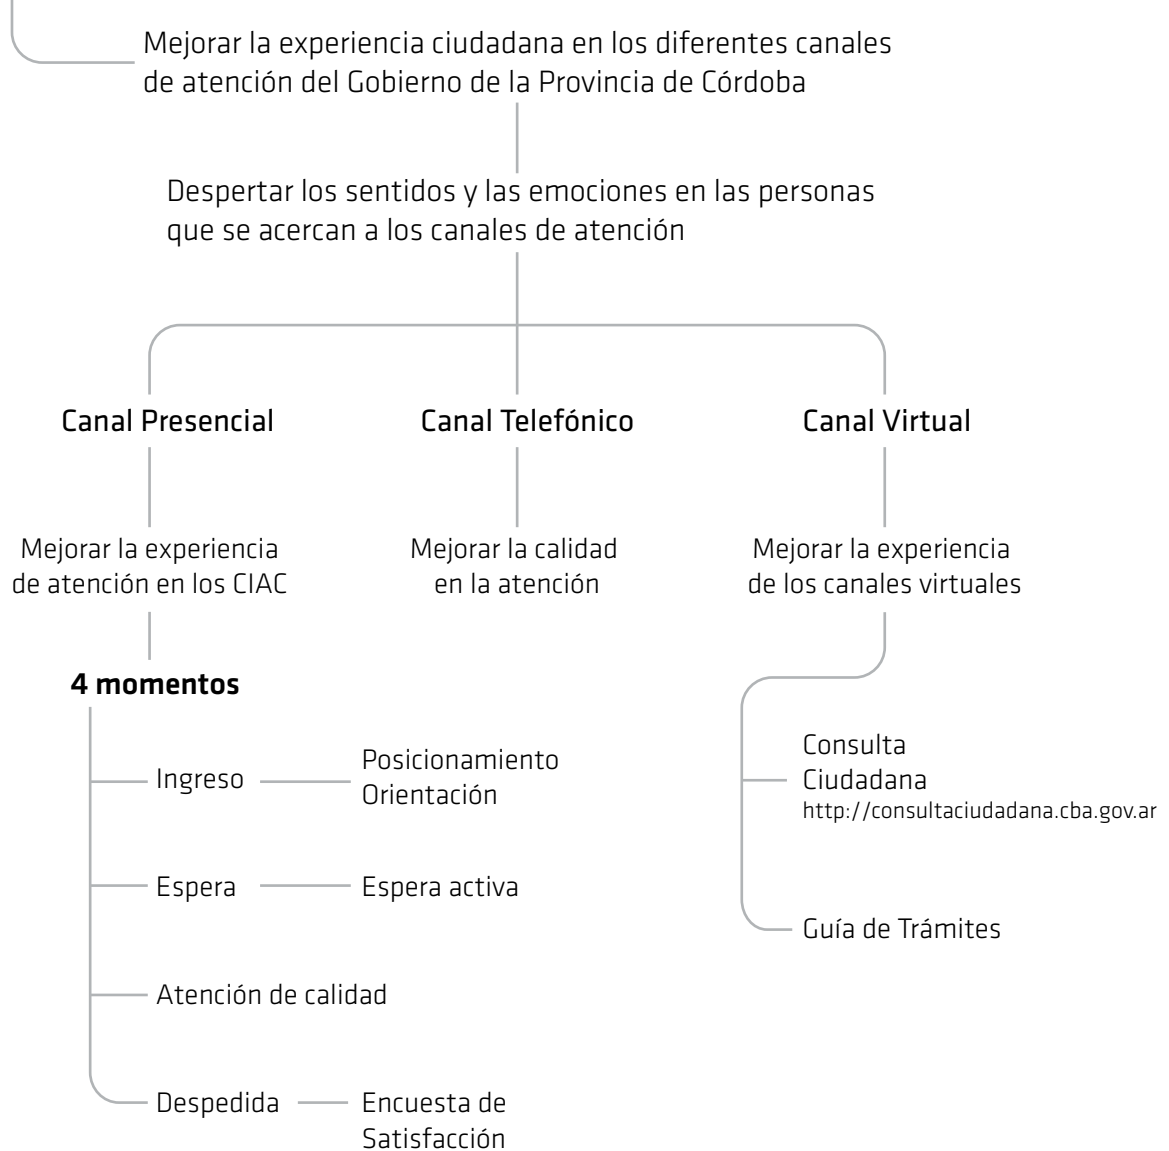 Mejorar la experiencia ciudadana en los diferentes canales
de atención del Gobierno de la Provincia de Córdoba
Despertar los sentidos y las emociones en las personas
que se acercan a los canales de atención
Canal Presencial
Canal Telefónico
Canal Virtual
Mejorar la experiencia
de atención en los CIAC
Mejorar la calidad
en la atención
Mejorar la experiencia
de los canales virtuales
4 momentos
Ingreso
Posicionamiento
Orientación
Espera
Espera activa
Atención de calidad
Despedida
Encuesta de
Satisfacción
Consulta
Ciudadana
http://consultaciudadana.cba.gov.ar
Guía de Trámites